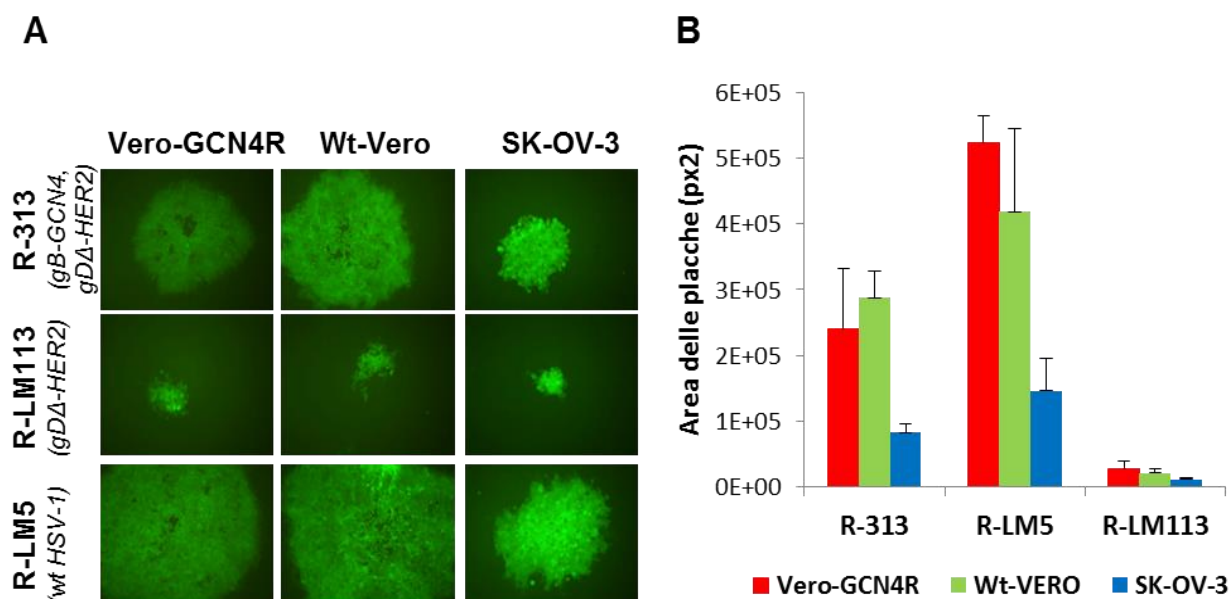 A
Vero-GCN4R Wt-Vero SK-OV-3
R-313
(gB-GCN4,
gDΔ-HER2)
R-LM113
(gDΔ-HER2)
R-LM5
(wt HSV-1)
B
Area delle placche (px2)
6E+05
5E+05
4E+05
3E+05
2E+05
1E+05
0E+00
R-313 R-LM5 R-LM113
Vero-GCN4R Wt-VERO SK-OV-3